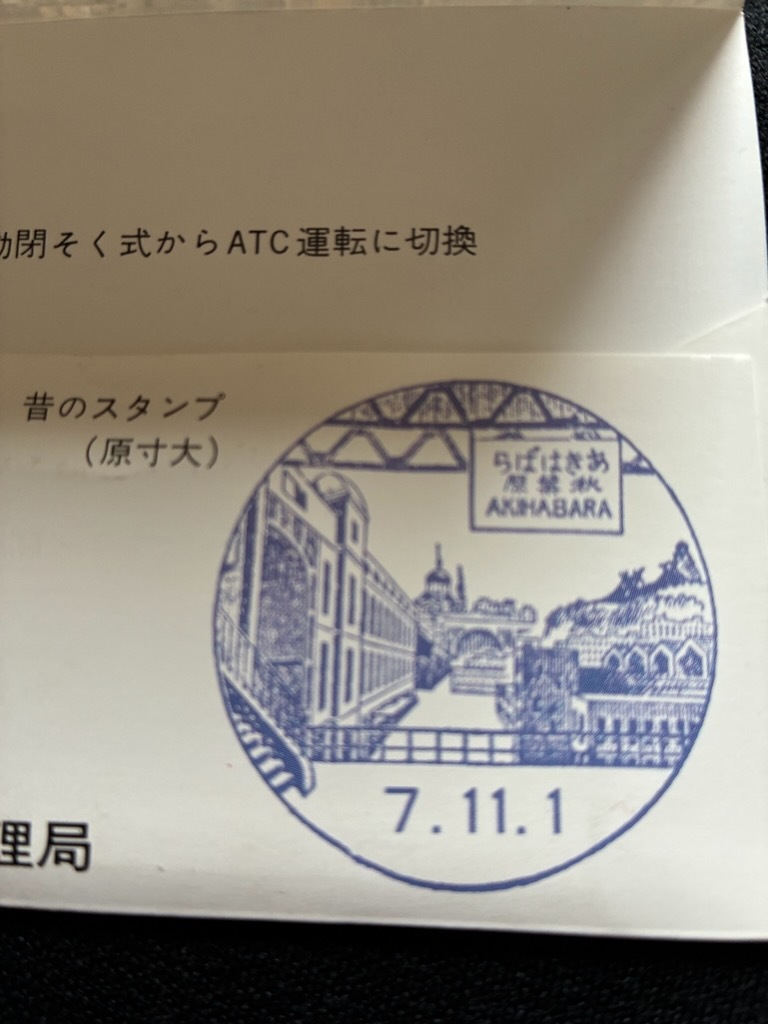 動閉そく式からATC運転に切換
昔のスタンプ
(原寸大)
あきはばら
秋葉原
AKIHABARA
7.11.1
理局